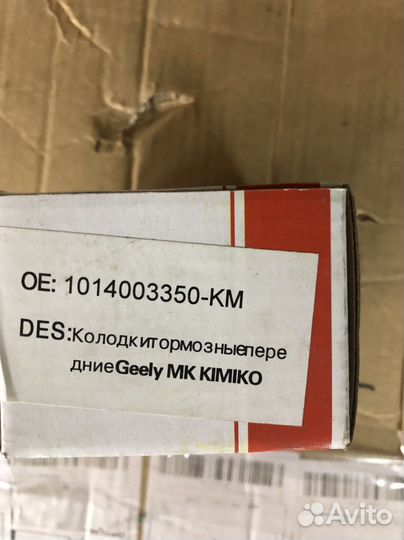 OE: 1014003350-KM
DES:Колодкитормозныепере
дниеGeely MK KIMIKO
Avito